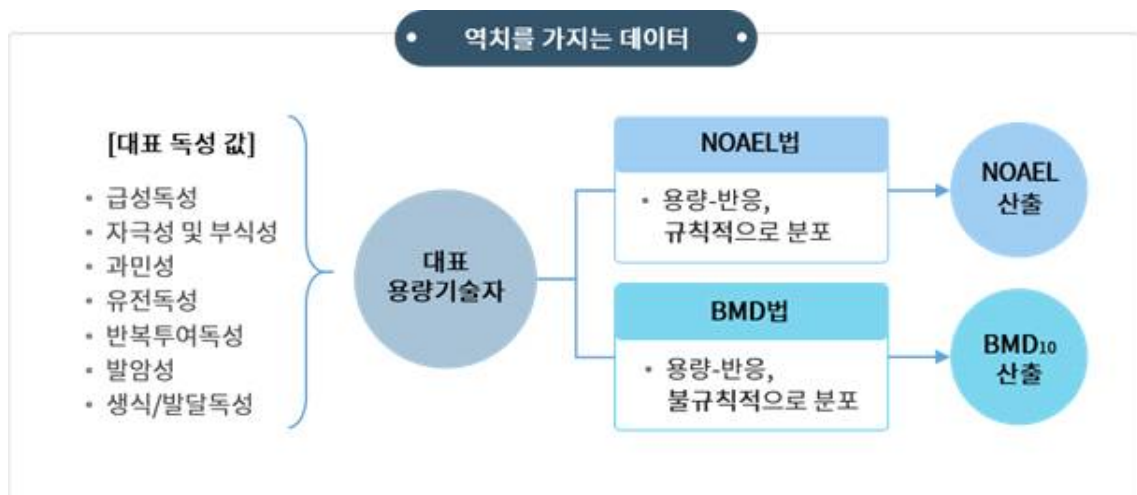 역치를 가지는 데이터
[대표 독성 값]
• 급성독성
• 자극성 및 부식성
• 과민성
• 유전독성
• 반복투여독성
• 발암성
• 생식/발달독성
대표
용량기술자
NOAEL법
• 용량-반응,
규칙적으로 분포
NOAEL
산출
BMD법
• 용량-반응,
불규칙적으로 분포
BMD₁₀
산출